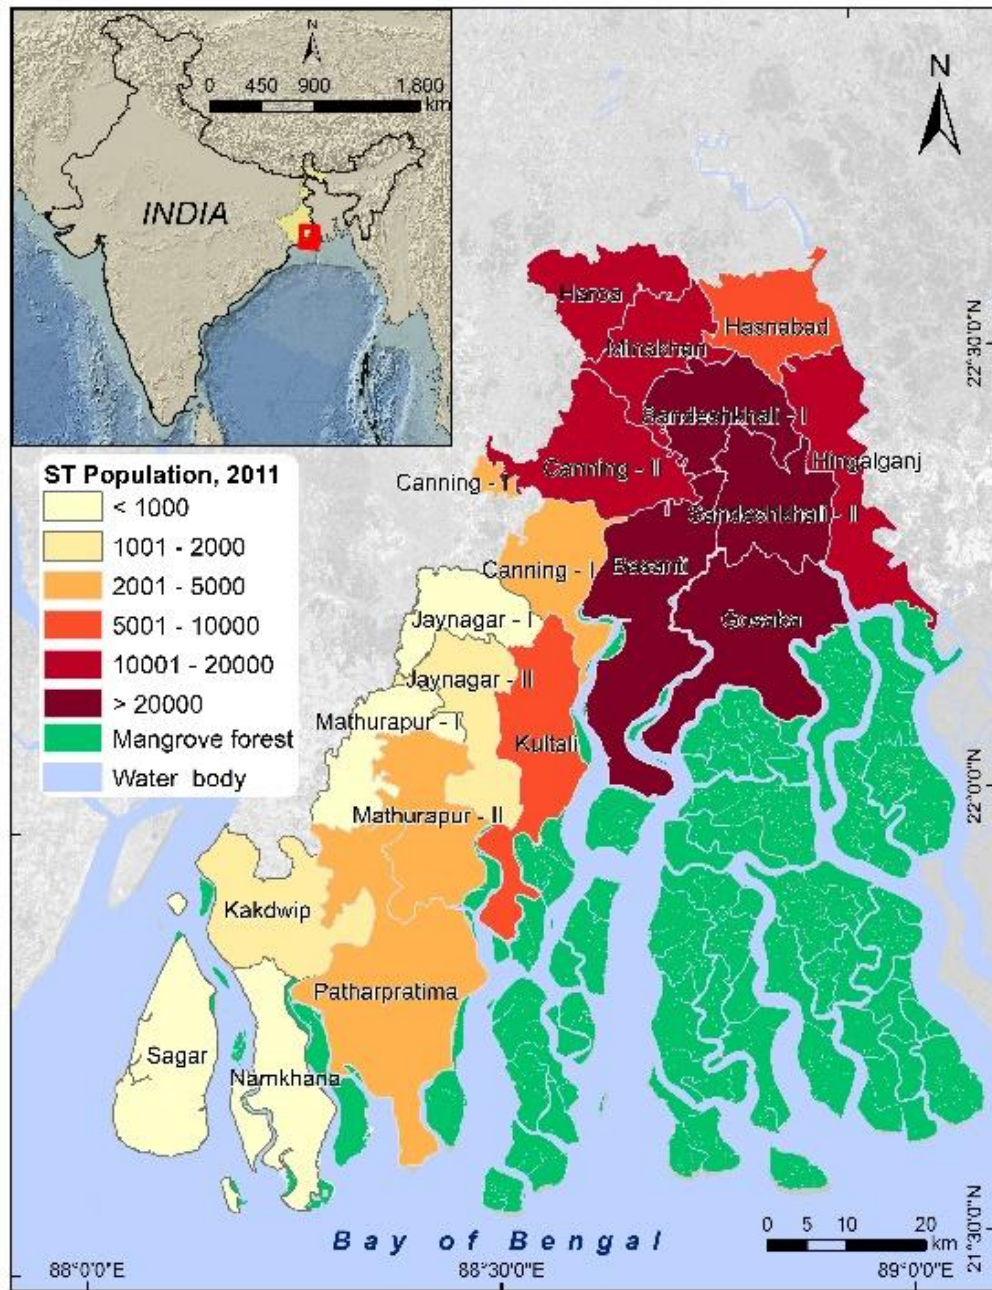 N
0 450 900 1,800
km
INDIA
N
Haroa
Hasnabad
Minakhan
22°30'0"N
Sandeshkhali - I
Canning - II
Hingalganj
Canning - I
Sandeshkhali - II
Canning - I
Basanti
Jaynagar - I
Gosaba
Jaynagar - II
Mathurapur - I
Kultali
22°0'0"N
Mathurapur - II
Kakdwip
Patharpratima
Sagar
Namkhana
ST Population, 2011
< 1000
1001 - 2000
2001 - 5000
5001 - 10000
10001 - 20000
> 20000
Mangrove forest
Water body
Bay of Bengal
0 5 10 20
km
21°30'0"N
88°0'0"E
88°30'0"E
89°0'0"E